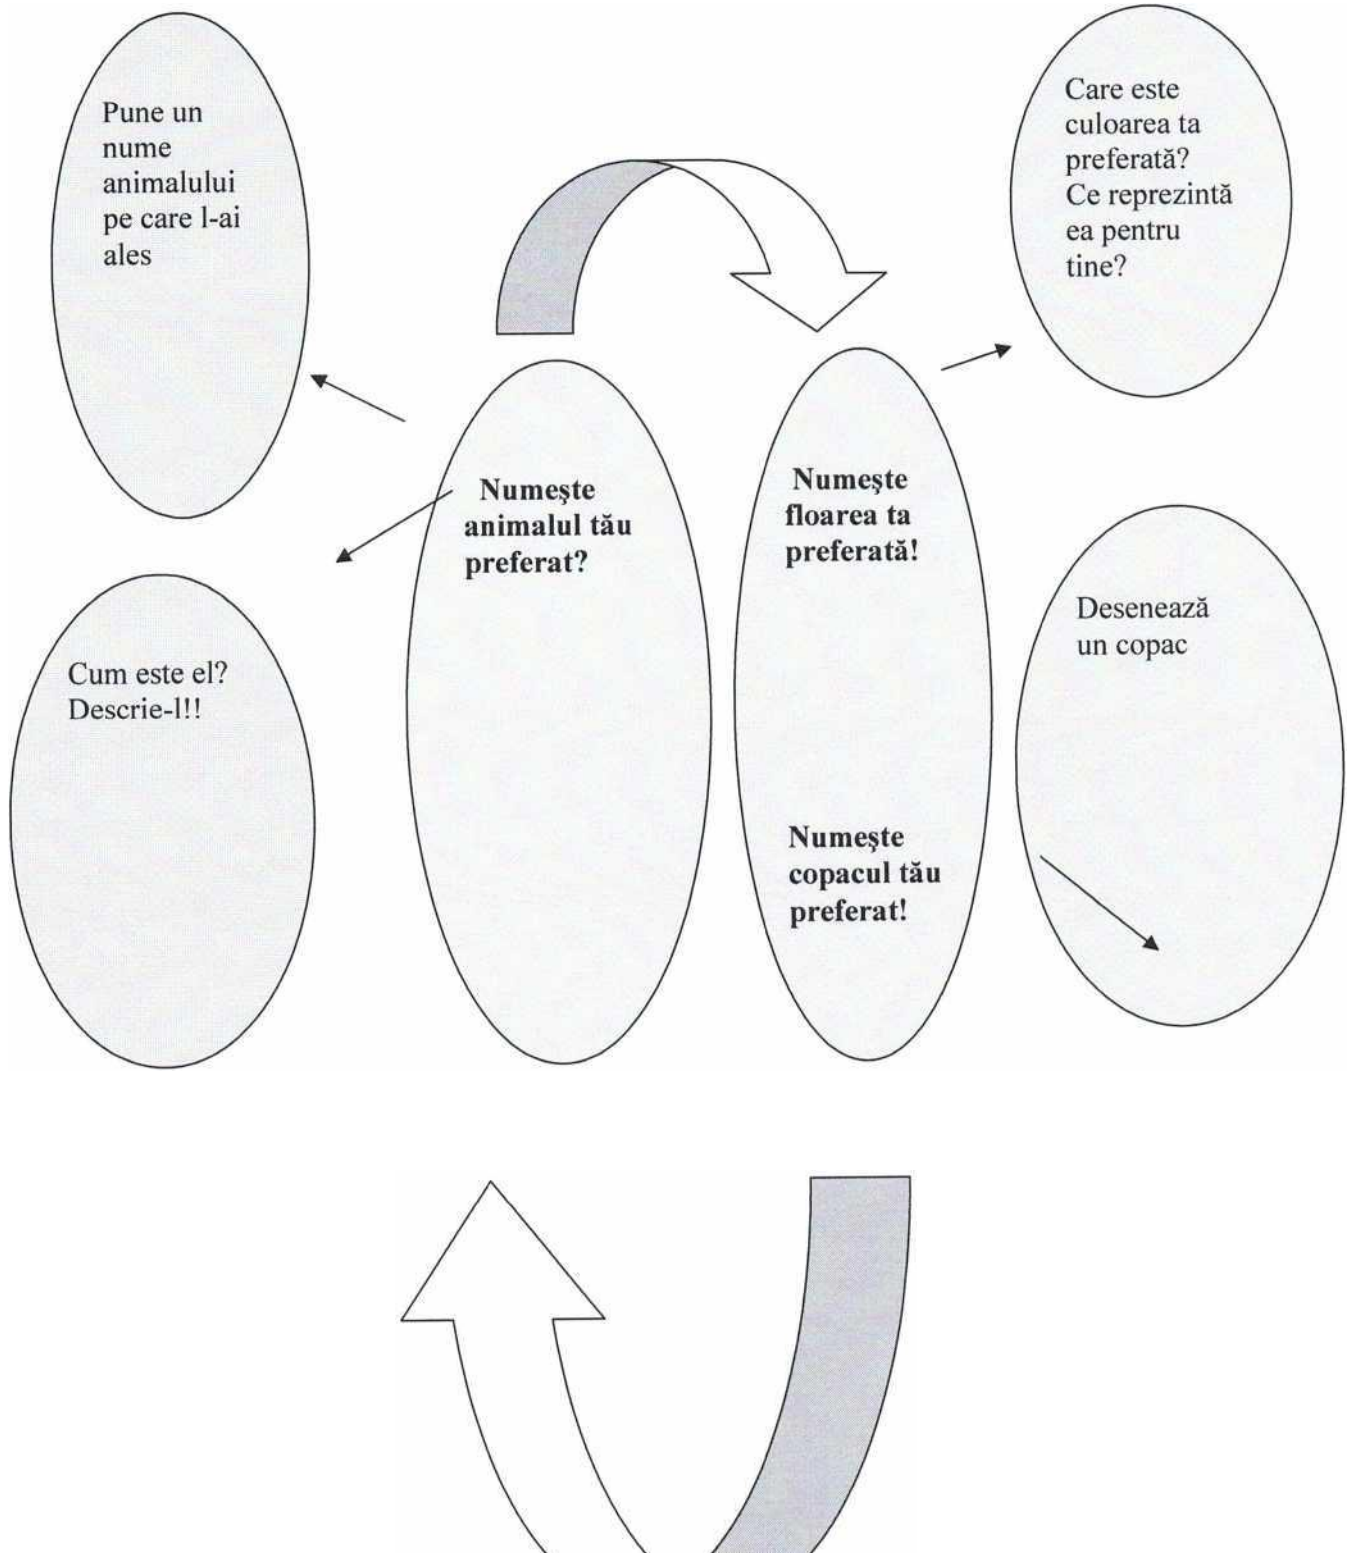 Pune un
nume
animalului
pe care l-ai
ales
Care este
culoarea ta
preferată?
Ce reprezintă
ea pentru
tine?
Numeşte
animalul tău
preferat?
Numeşte
floarea ta
preferată!
Cum este el?
Descrie-l!!
Desenează
un copac
Numeşte
copacul tău
preferat!